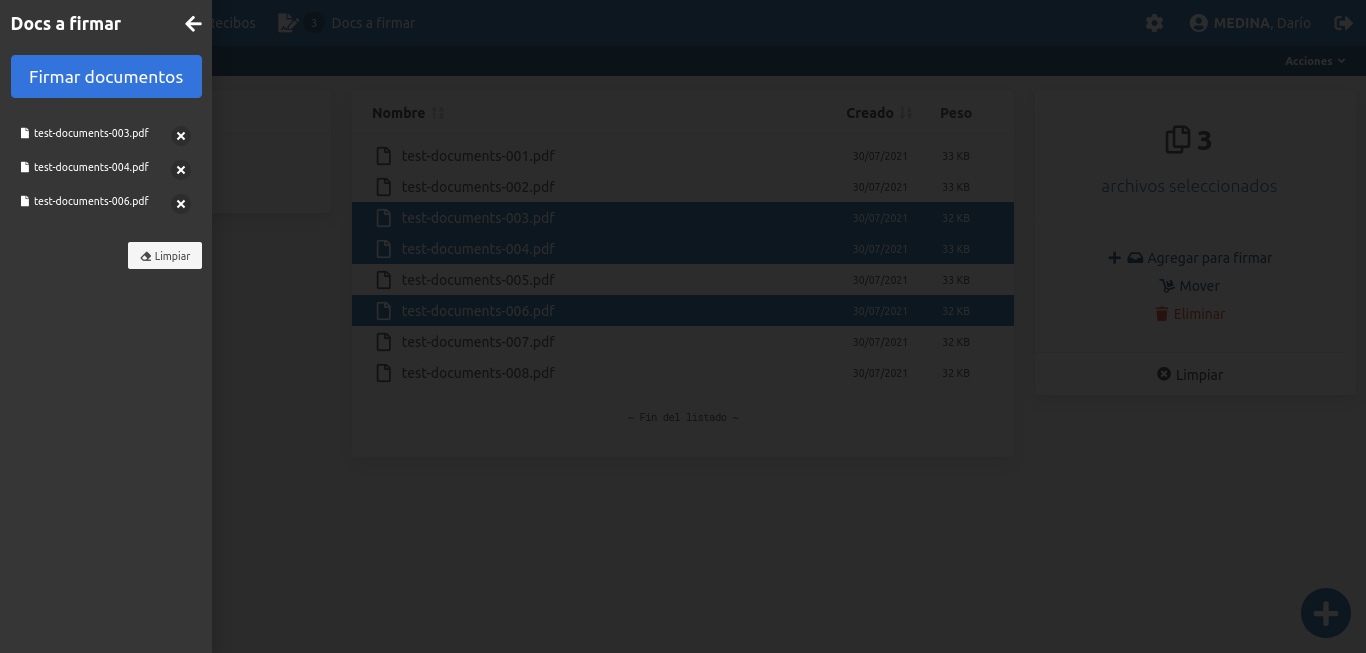 Docs a firmar
Firmar documentos
test-documents-003.pdf
test-documents-004.pdf
test-documents-006.pdf
Limpiar
ecibos
3 Docs a firmar
MEDINA, Dario
Acciones
Nombre Creado Peso
test-documents-001.pdf 30/07/2021 33 KB
test-documents-002.pdf 30/07/2021 33 KB
test-documents-003.pdf 30/07/2021 32 KB
test-documents-004.pdf 30/07/2021 33 KB
test-documents-005.pdf 30/07/2021 33 KB
test-documents-006.pdf 30/07/2021 32 KB
test-documents-007.pdf 30/07/2021 32 KB
test-documents-008.pdf 30/07/2021 32 KB
— Fin del listado —
3
archivos seleccionados
Agregar para firmar
Mover
Eliminar
Limpiar